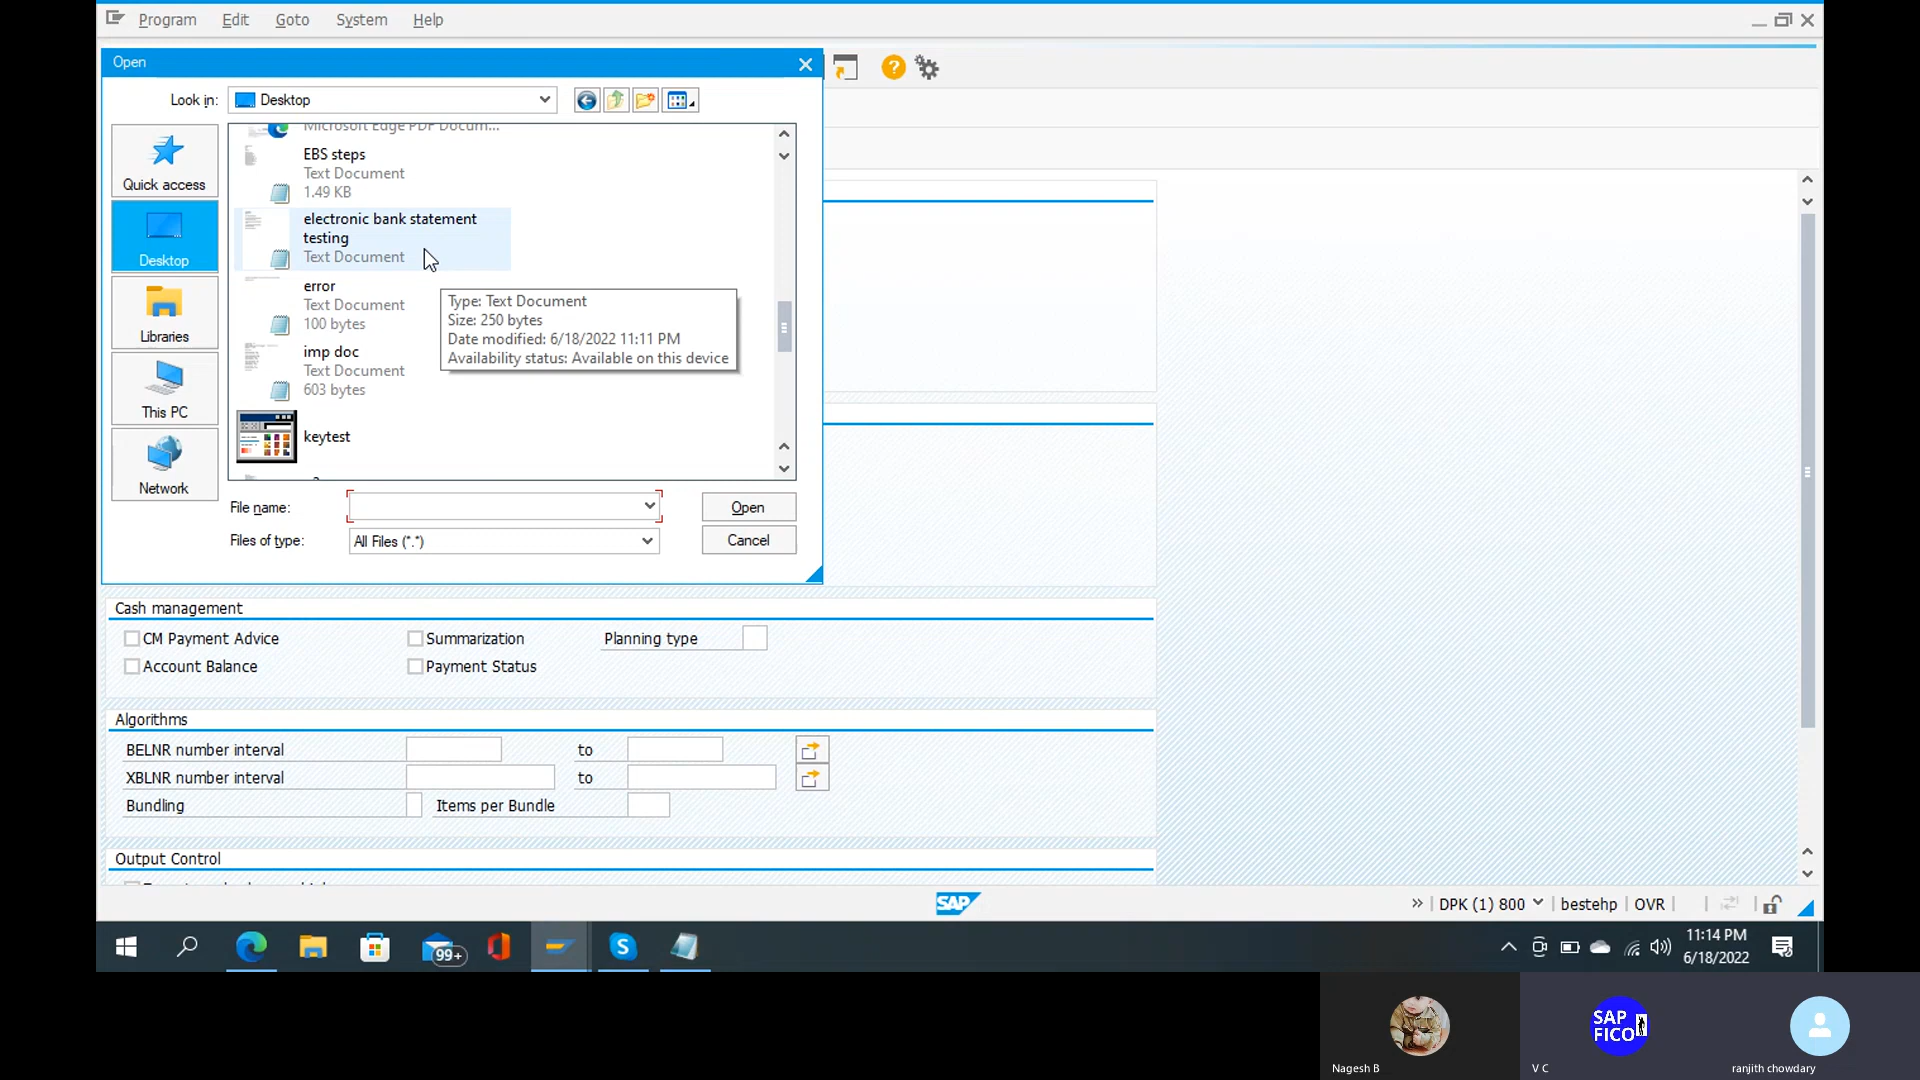 Program Edit Goto System Help
Open
Look in: Desktop
Quick access
Desktop
Libraries
This PC
Network
Microsoft Edge PDF Docum...
EBS steps
Text Document
1.49 KB
electronic bank statement
testing
Text Document
error
Text Document
100 bytes
imp doc
Text Document
603 bytes
keytest
Type: Text Document
Size: 250 bytes
Date modified: 6/18/2022 11:11 PM
Availability status: Available on this device
File name: Open
Files of type: All Files (*.*) Cancel
Cash management
CM Payment Advice Summarization Planning type
Account Balance Payment Status
Algorithms
BELNR number interval to
XBLNR number interval to
Bundling Items per Bundle
Output Control
SAP
DPK (1) 800 bestehp OVR
99+
11:14 PM
6/18/2022
SAP
FICO
Nagesh B
V C
ranjith chowdary